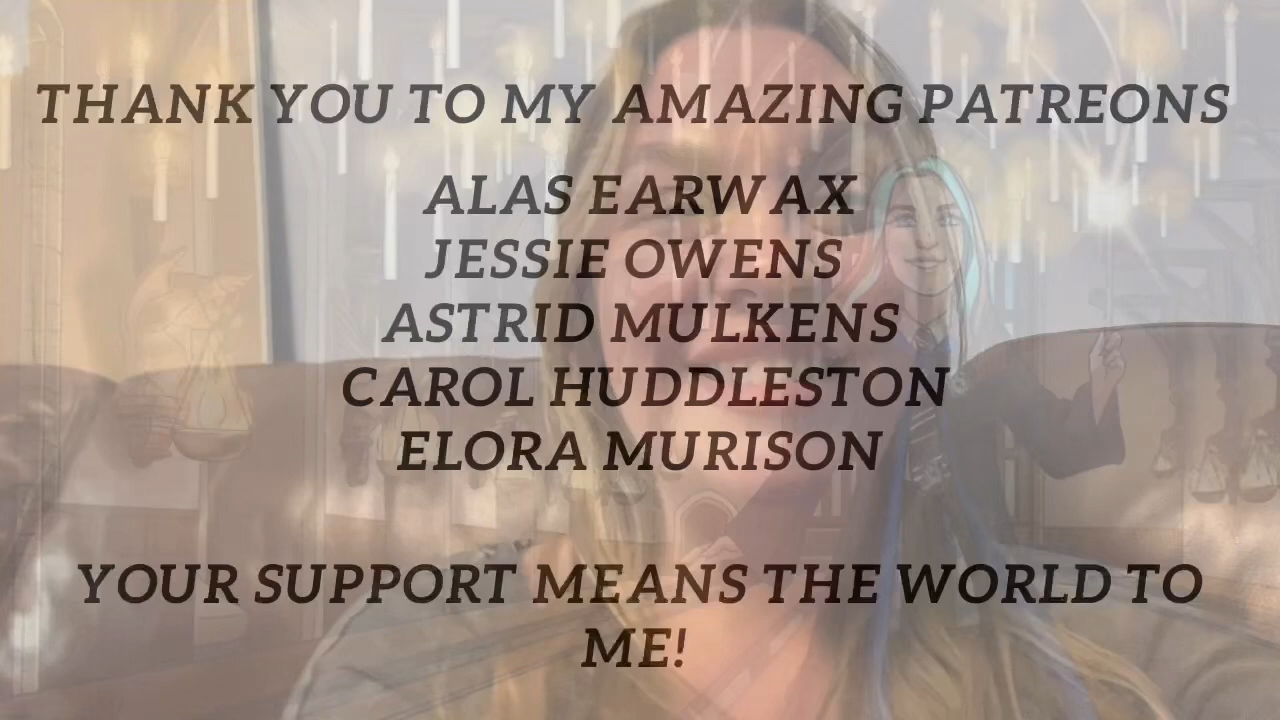 THANK YOU TO MY AMAZING PATREONS
ALAS EARWAX
JESSIE OWENS
ASTRID MULKENS
CAROL HUDDLESTON
ELORA MURISON
YOUR SUPPORT MEANS THE WORLD TO
ME!